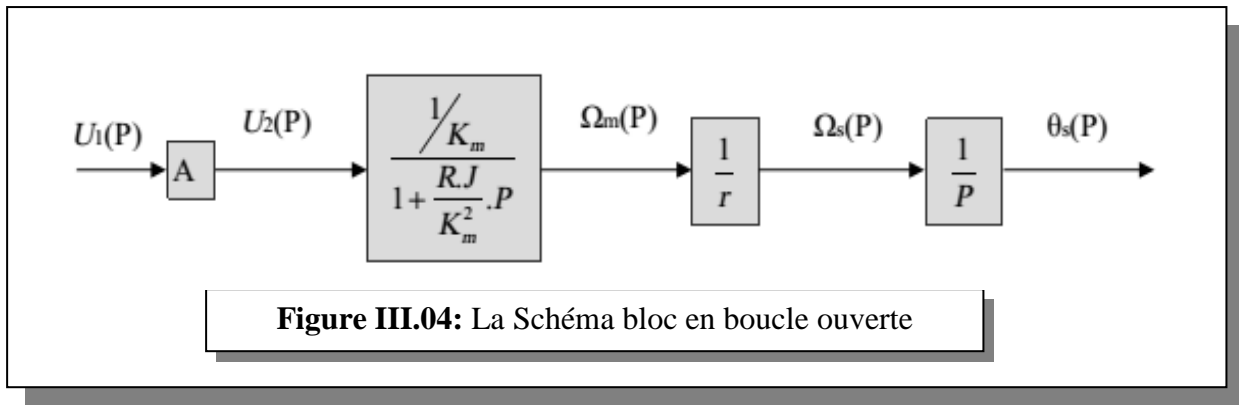 U1(P)
A
U2(P)
1/Km
1+ R.J/K²m .P
Ωm(P)
1/r
Ωs(P)
1/P
θs(P)
Figure III.04: La Schéma bloc en boucle ouverte